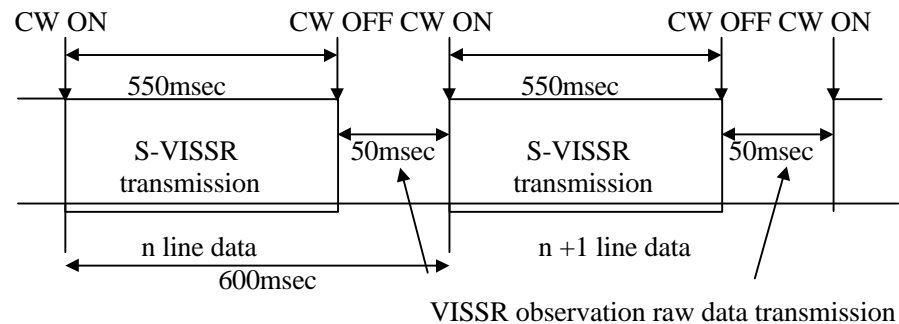 CW ON CW OFF CW ON CW OFF CW ON
550msec 550msec
S-VISSR 50msec S-VISSR 50msec
transmission transmission
n line data n +1 line data
600msec
VISSR observation raw data transmission